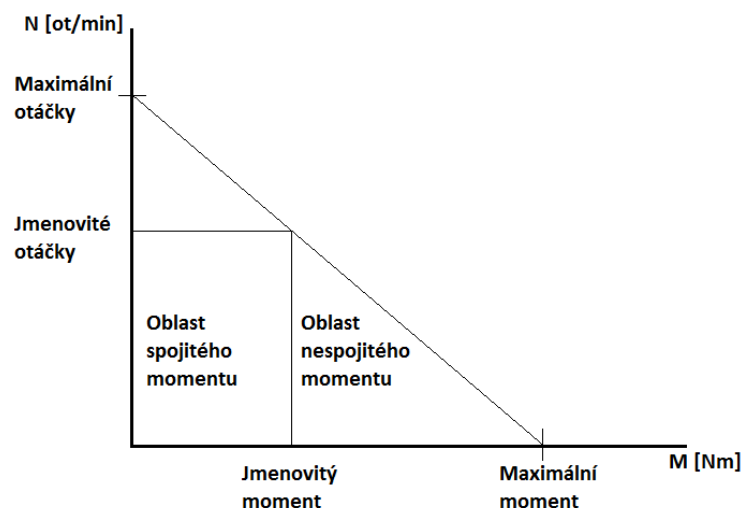 N [ot/min]
Maximální
otáčky
Jmenovité
otáčky
Oblast
spojitého
momentu
Oblast
nespojitého
momentu
M [Nm]
Jmenovitý
moment
Maximální
moment